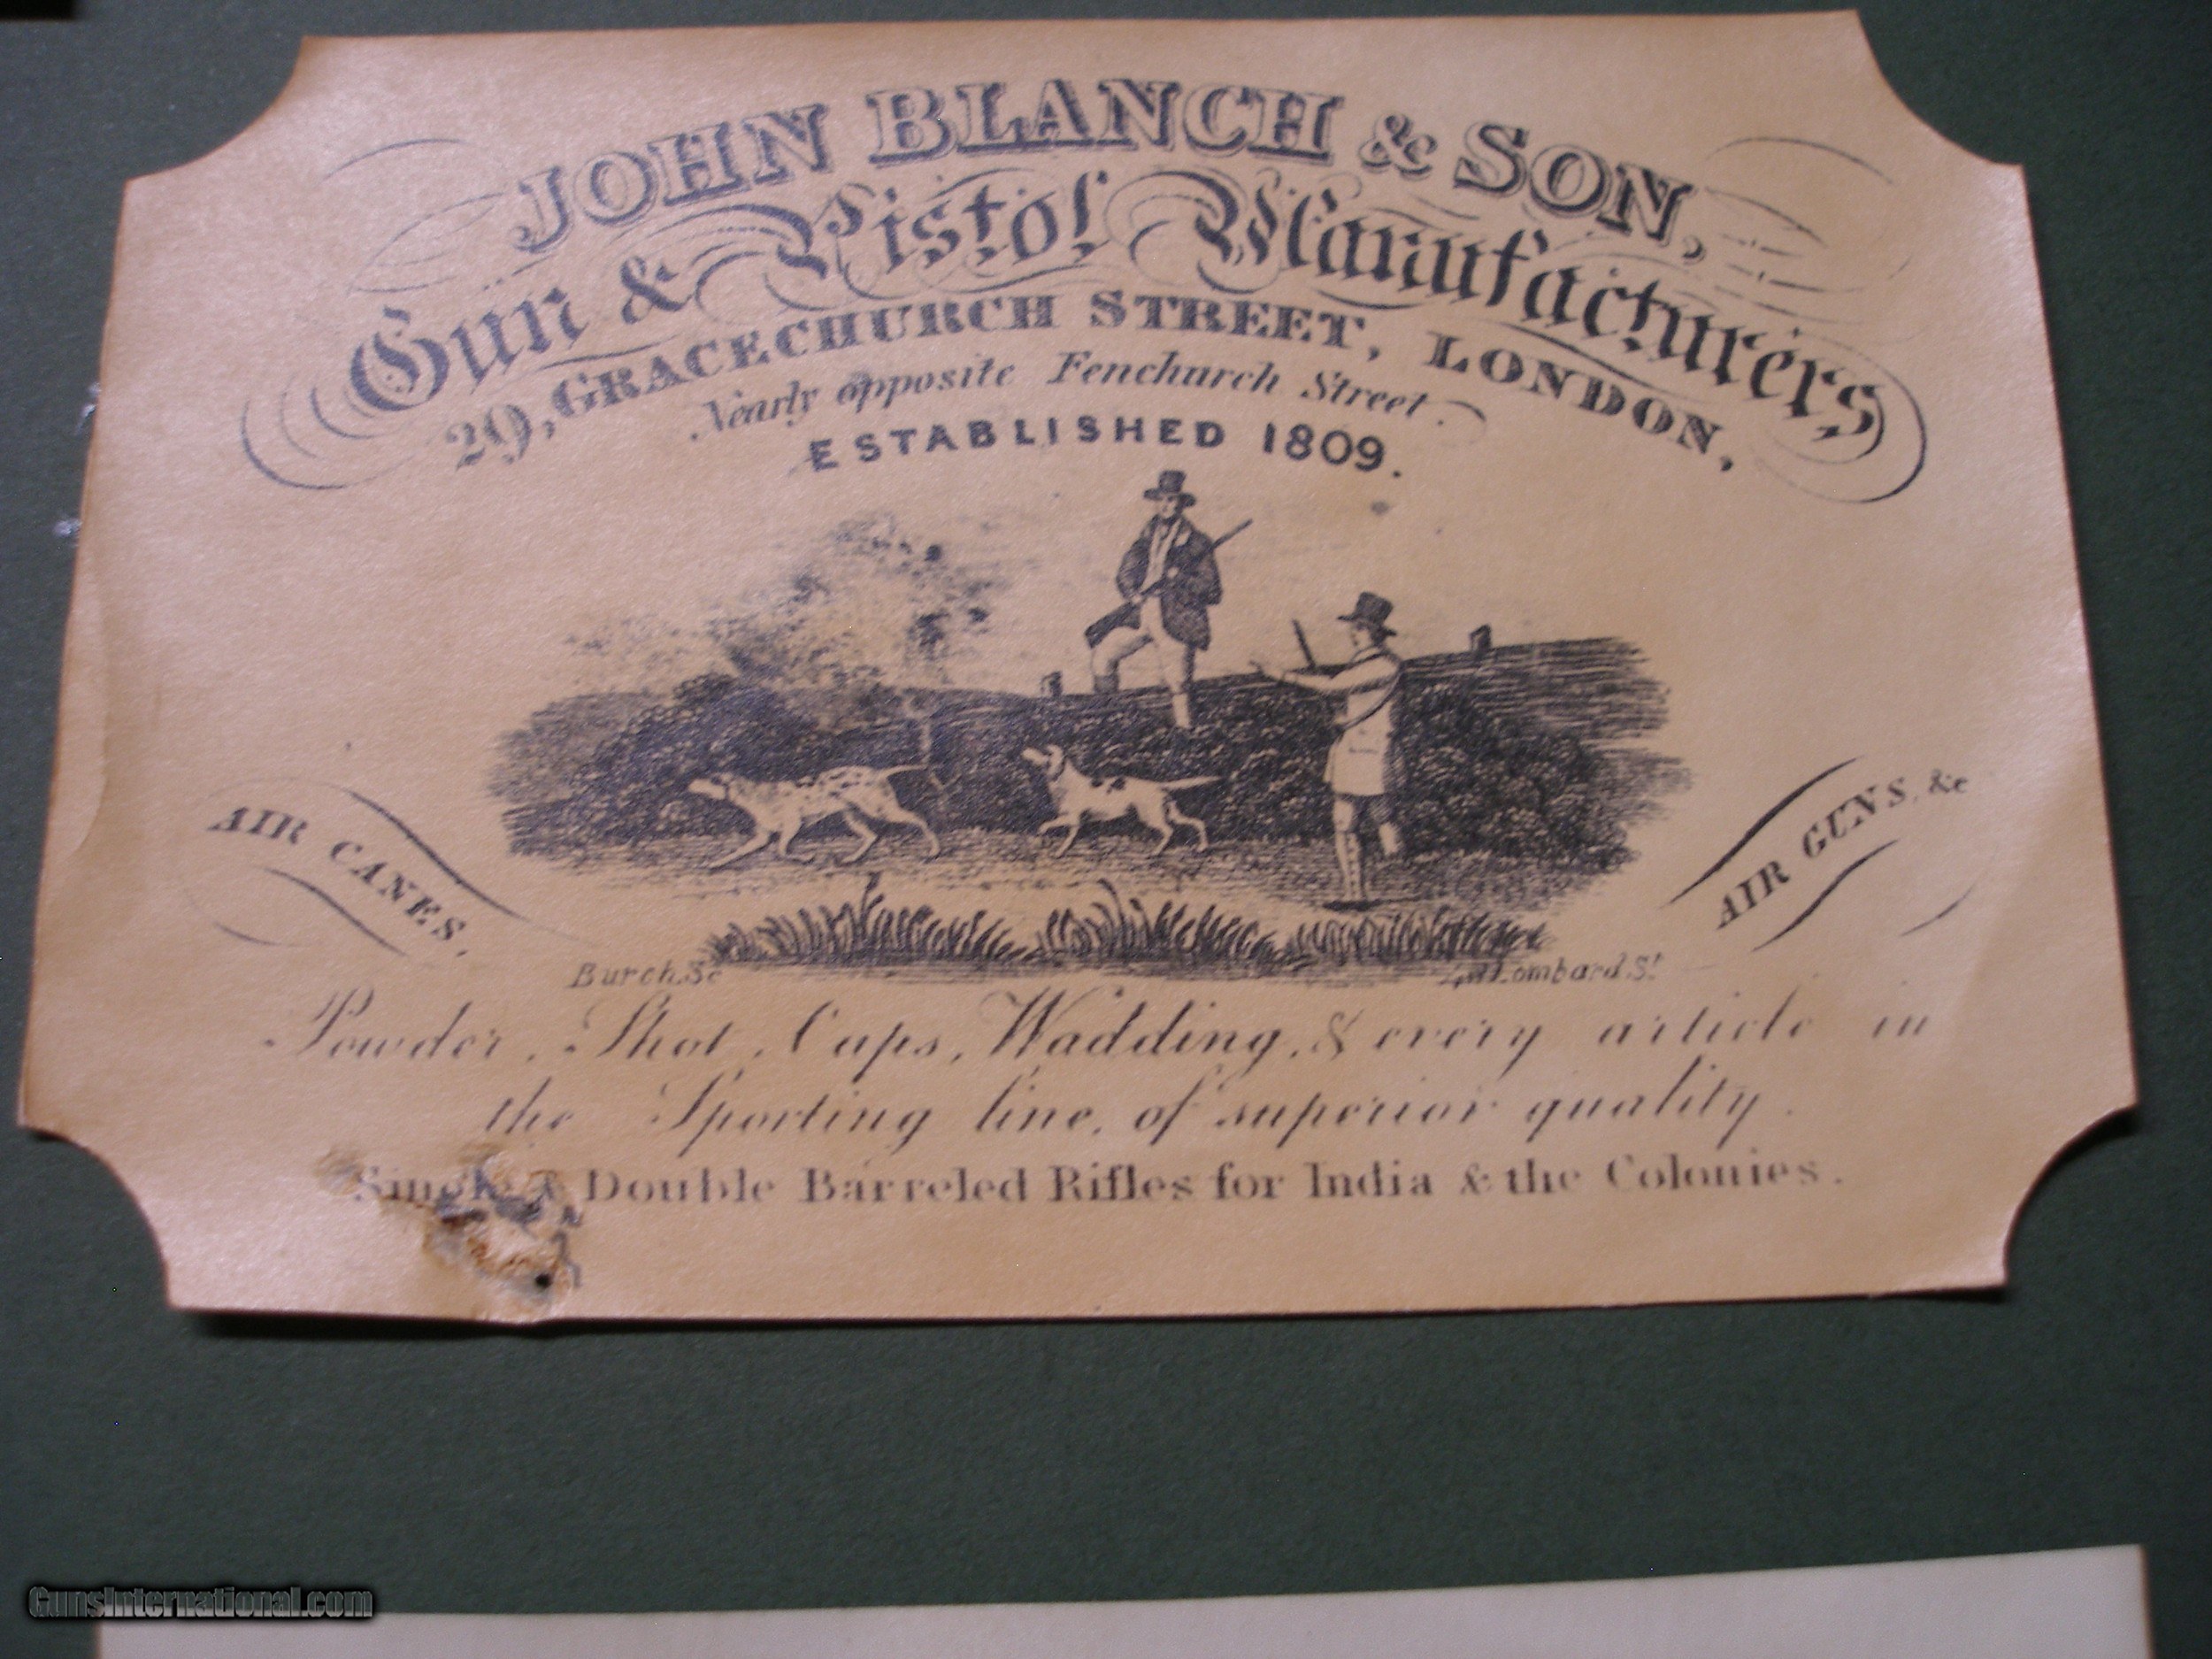 JOHN BLANCH & SON,
Gun & Pistol Manufacturers
29, GRACECHURCH STREET, LONDON,
Nearly opposite Fenchurch Street.
ESTABLISHED 1809.
AIR CANES.
AIR GUNS, &c
Burch. Sc
Lombard. St
Powder, Shot, Caps, Wadding, & every article in
the Sporting line, of superior quality.
Single & Double Barreled Rifles for India & the Colonies.
GunsInternational.com